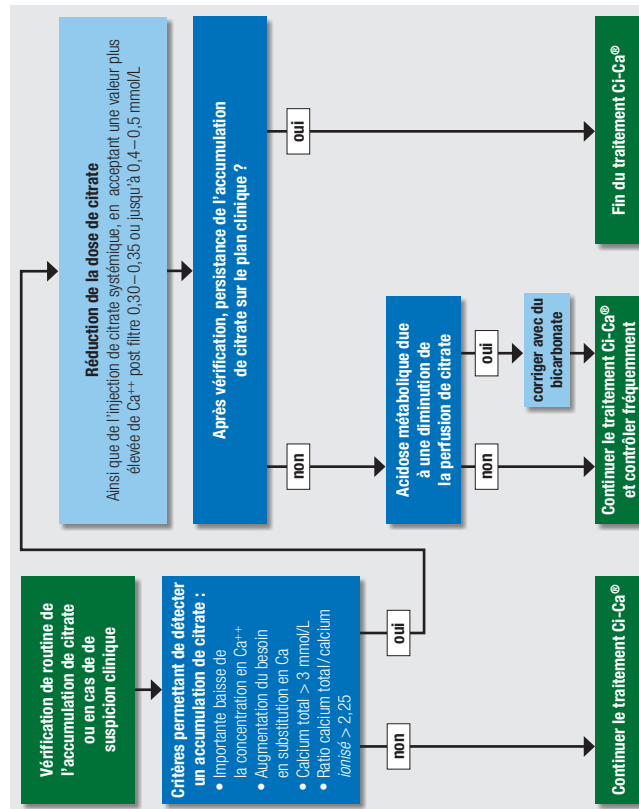 Vérification de routine de
l'accumulation de citrate
ou en cas de de
suspicion clinique
Critères permettant de détecter
un accumulation de citrate :
• Importante baisse de
la concentration en Ca++
• Augmentation du besoin
en substitution en Ca
• Calcium total > 3 mmol/L
• Ratio calcium total/calcium
ionisé > 2,25
non
oui
Continuer le traitement Ci-Ca®
Réduction de la dose de citrate
Ainsi que de l'injection de citrate systémique, en acceptant une valeur plus
élevée de Ca++ post filtre 0,30–0,35 ou jusqu'à 0,4–0,5 mmol/L
Après vérification, persistance de l'accumulation
de citrate sur le plan clinique ?
non
oui
Acidose métabolique due
à une diminution de
la perfusion de citrate
non
oui
corriger avec du
bicarbonate
Continuer le traitement Ci-Ca®
et contrôler fréquemment
Fin du traitement Ci-Ca®